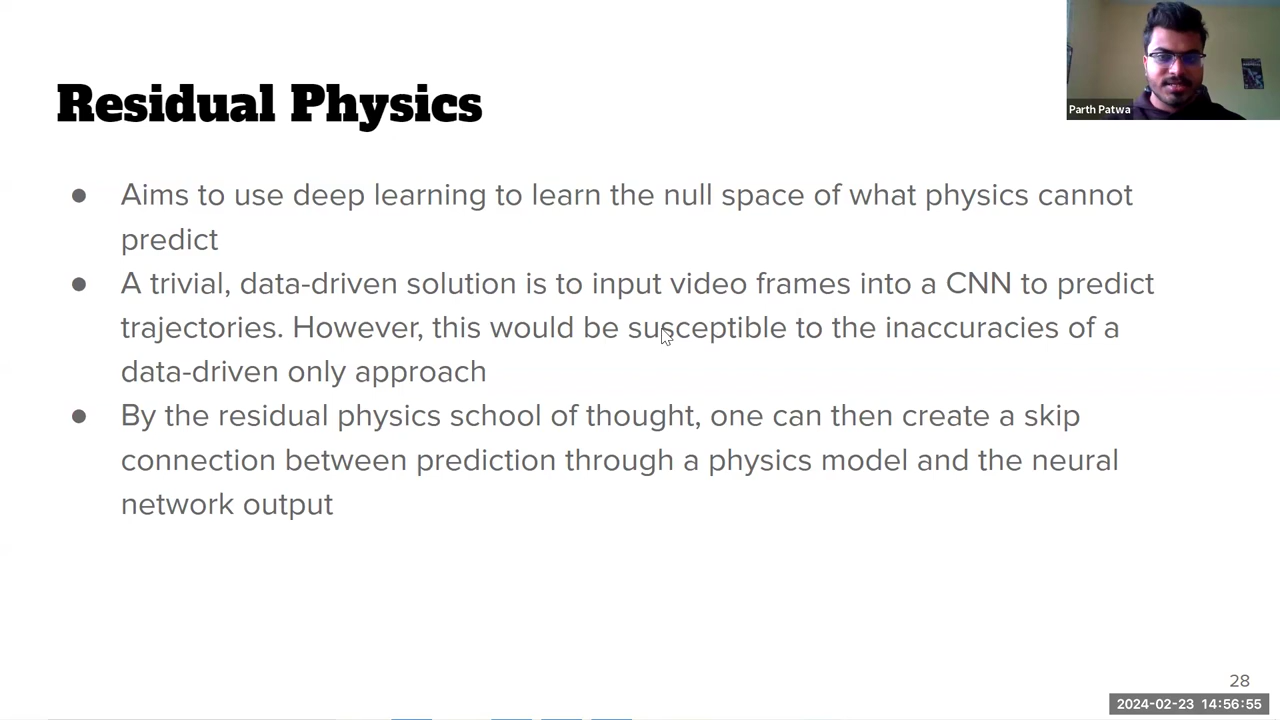 Residual Physics
Parth Patwa
● Aims to use deep learning to learn the null space of what physics cannot
predict
● A trivial, data-driven solution is to input video frames into a CNN to predict
trajectories. However, this would be susceptible to the inaccuracies of a
data-driven only approach
● By the residual physics school of thought, one can then create a skip
connection between prediction through a physics model and the neural
network output
28
2024-02-23 14:56:55